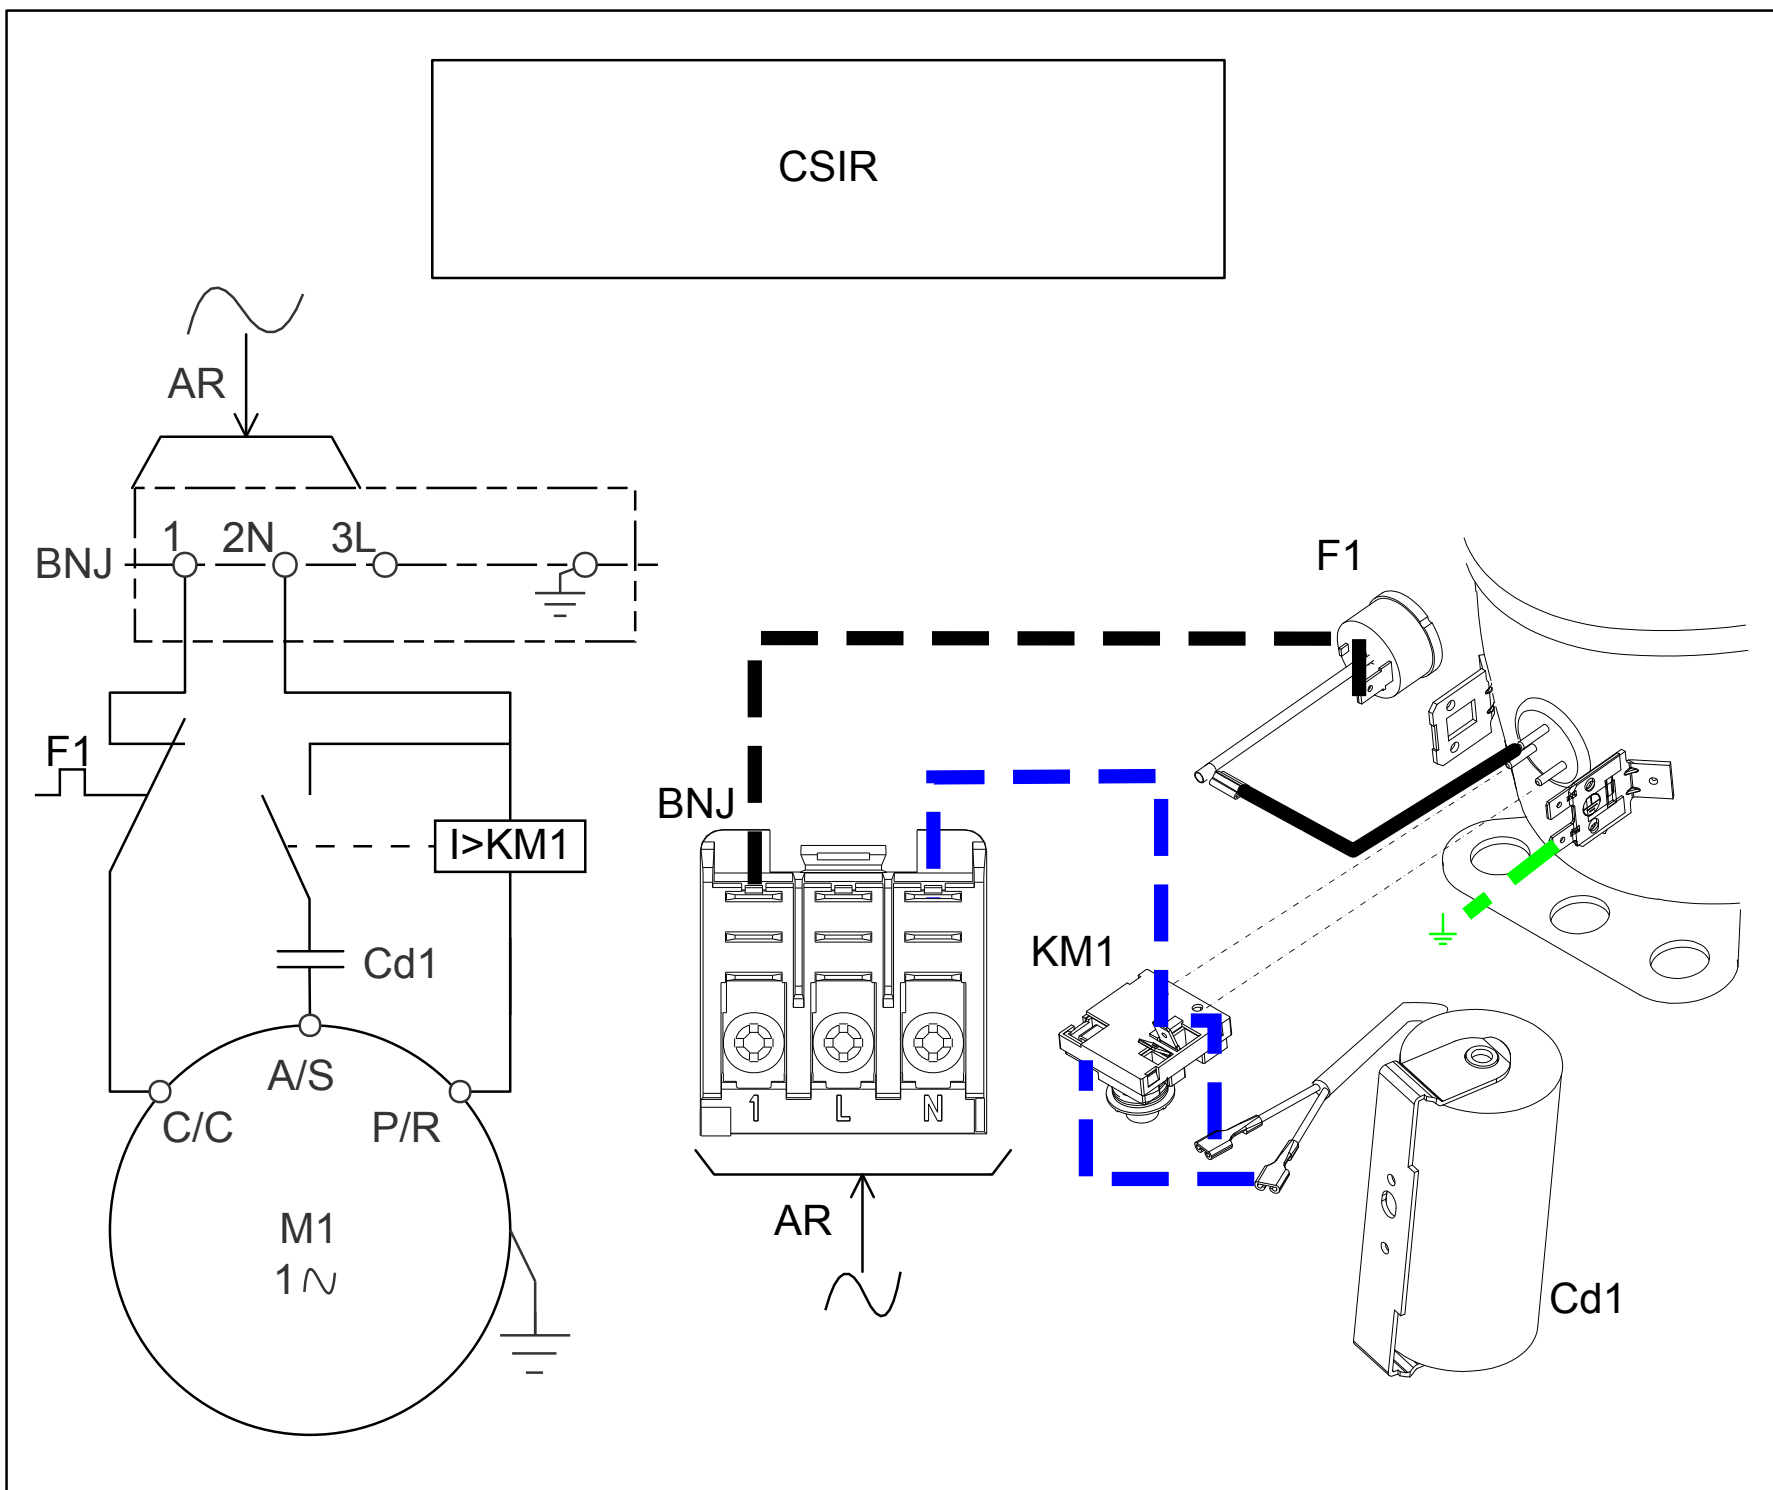 CSIR
AR
BNJ
1 2N 3L
F1
I>KM1
Cd1
A/S
C/C P/R
M1
1
F1
BNJ
KM1
1 L N
AR
Cd1